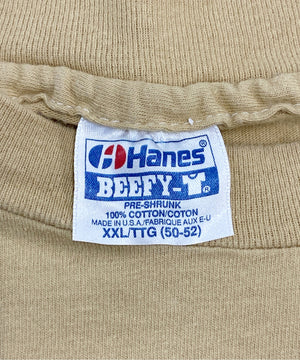 Hanes®
BEEFY-T®
PRE-SHRUNK
100% COTTON/COTON
MADE IN U.S.A./FABRIQUE AUX E-U
XXL/TTG (50-52)